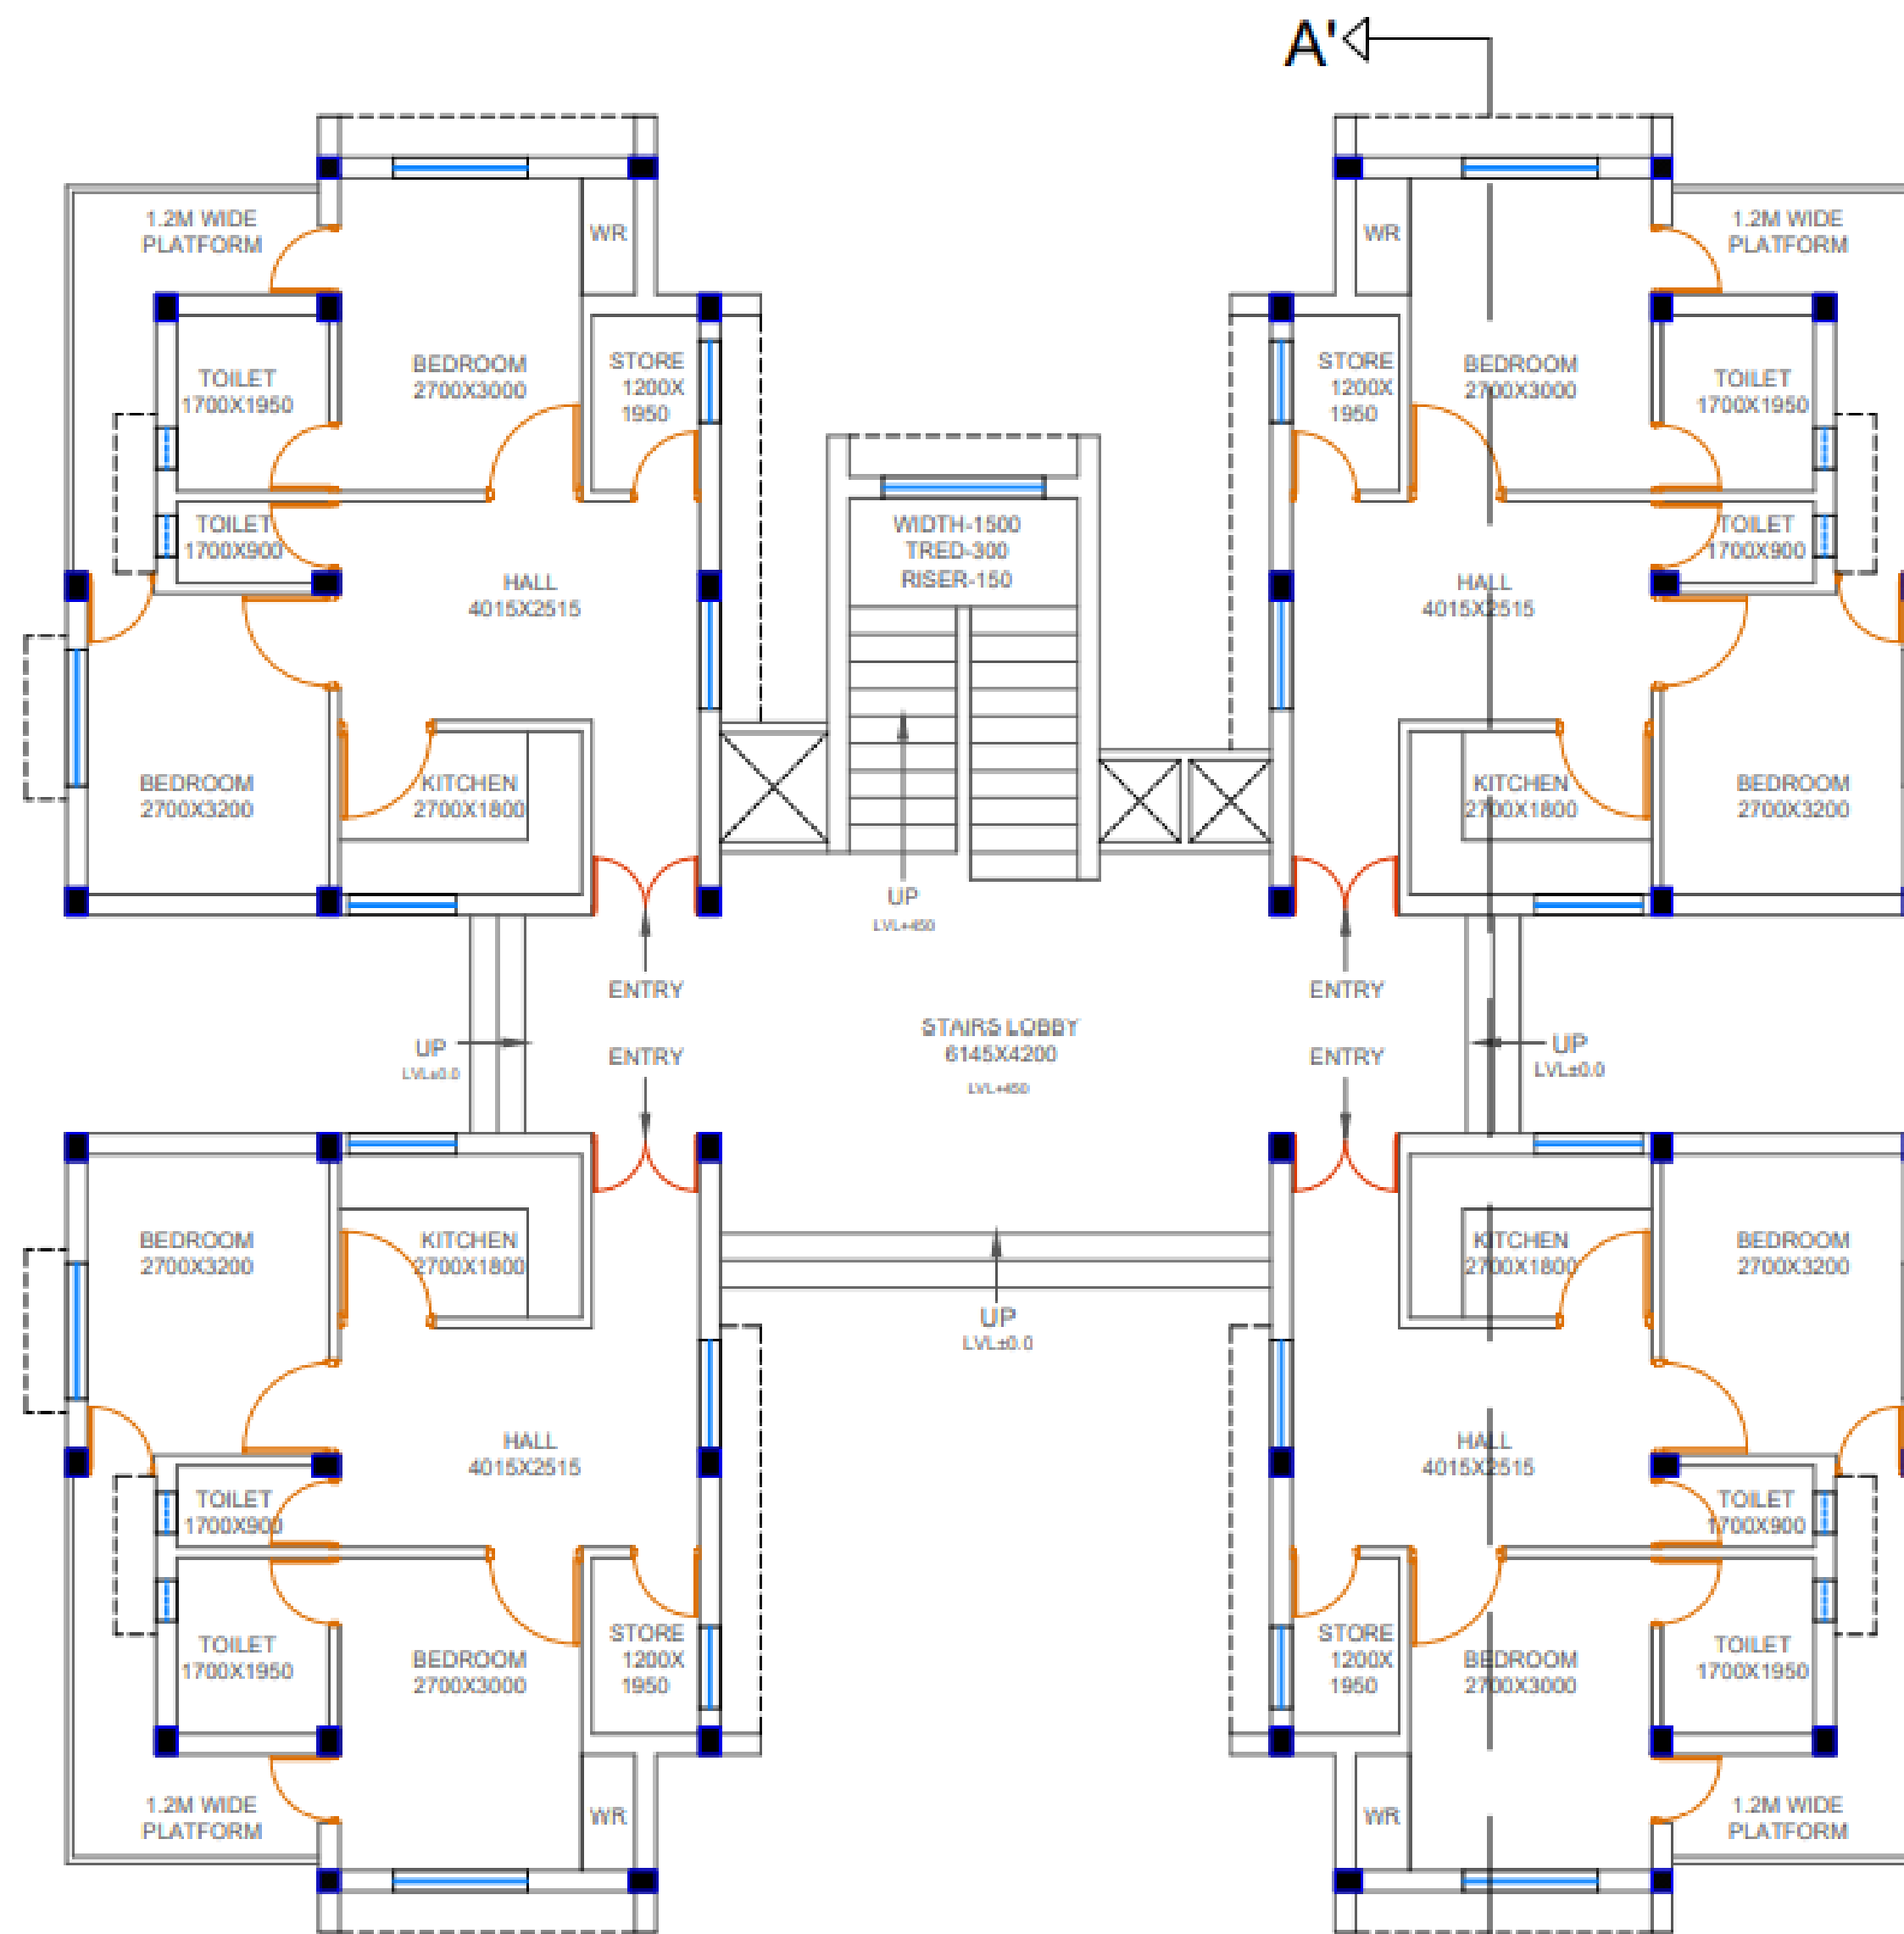 A'
1.2M WIDE
PLATFORM
WR
WR
1.2M WIDE
PLATFORM
TOILET
1700X1950
BEDROOM
2700X3000
STORE
1200X
1950
STORE
1200X
1950
BEDROOM
2700X3000
TOILET
1700X1950
TOILET
1700X900
WIDTH-1500
TRED-300
RISER-150
TOILET
1700X900
HALL
4015X2515
HALL
4015X2515
BEDROOM
2700X3200
KITCHEN
2700X1800
KITCHEN
2700X1800
BEDROOM
2700X3200
UP
LVL+450
ENTRY
ENTRY
UP
LVL±0.0
ENTRY
STAIRS LOBBY
6145X4200
LVL+450
ENTRY
UP
LVL±0.0
BEDROOM
2700X3200
KITCHEN
2700X1800
KITCHEN
2700X1800
BEDROOM
2700X3200
UP
LVL±0.0
HALL
4015X2515
HALL
4015X2515
TOILET
1700X900
TOILET
1700X900
TOILET
1700X1950
BEDROOM
2700X3000
STORE
1200X
1950
STORE
1200X
1950
BEDROOM
2700X3000
TOILET
1700X1950
1.2M WIDE
PLATFORM
WR
WR
1.2M WIDE
PLATFORM